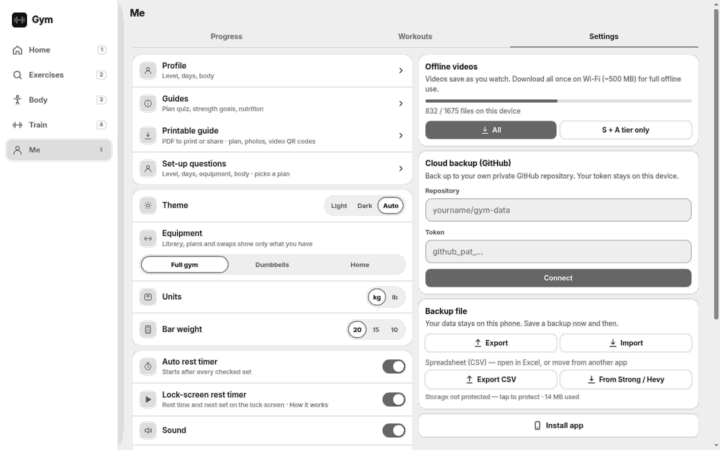 Gym
Home 1
Exercises 2
Body 3
Train 4
Me 5
Me
Progress Workouts Settings
Profile
Level, days, body
Guides
Plan quiz, strength goals, nutrition
Printable guide
PDF to print or share · plan, photos, video QR codes
Set-up questions
Level, days, equipment, body · picks a plan
Theme
Light Dark Auto
Equipment
Library, plans and swaps show only what you have
Full gym Dumbbells Home
Units
kg lb
Bar weight
20 15 10
Auto rest timer
Starts after every checked set
Lock-screen rest timer
Rest time and next set on the lock screen · How it works
Sound
Offline videos
Videos save as you watch. Download all once on Wi-Fi (~500 MB) for full offline
use.
832 / 1675 files on this device
All S + A tier only
Cloud backup (GitHub)
Back up to your own private GitHub repository. Your token stays on this device.
Repository
yourname/gym-data
Token
github_pat_...
Connect
Backup file
Your data stays on this phone. Save a backup now and then.
Export Import
Spreadsheet (CSV) — open in Excel, or move from another app
Export CSV From Strong / Hevy
Storage not protected — tap to protect · 14 MB used
Install app